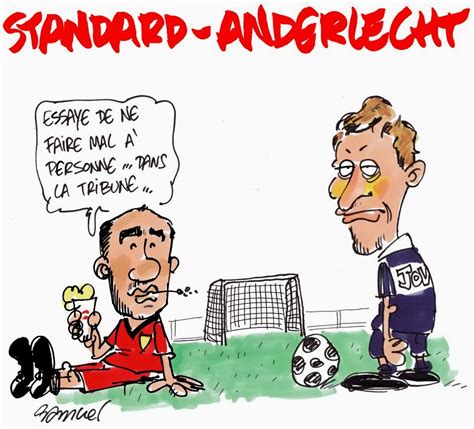 STANDARD - ANDERLECHT
ESSAYE DE NE
FAIRE MAL À
PERSONNE... DANS
LA TRIBUNE...
JOV
Samuel